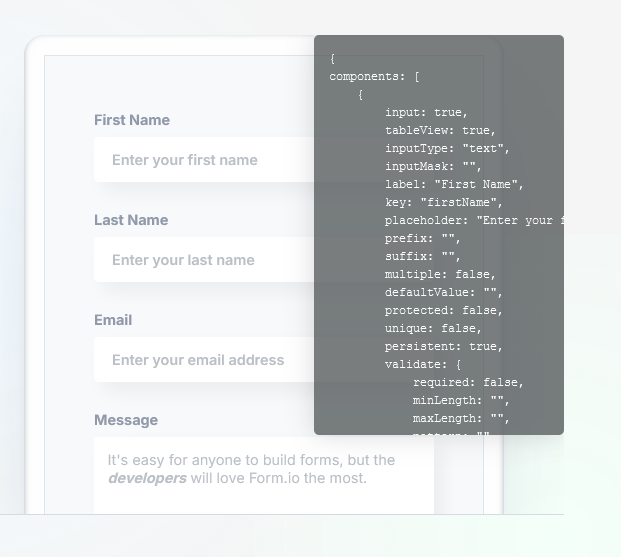 First Name
Enter your first name
Last Name
Enter your last name
Email
Enter your email address
Message
It's easy for anyone to build forms, but the
developers will love Form.io the most.
{
components: [
{
input: true,
tableView: true,
inputType: "text",
inputMask: "",
label: "First Name",
key: "firstName",
placeholder: "Enter your f
prefix: "",
suffix: "",
multiple: false,
defaultValue: "",
protected: false,
unique: false,
persistent: true,
validate: {
required: false,
minLength: "",
maxLength: "",